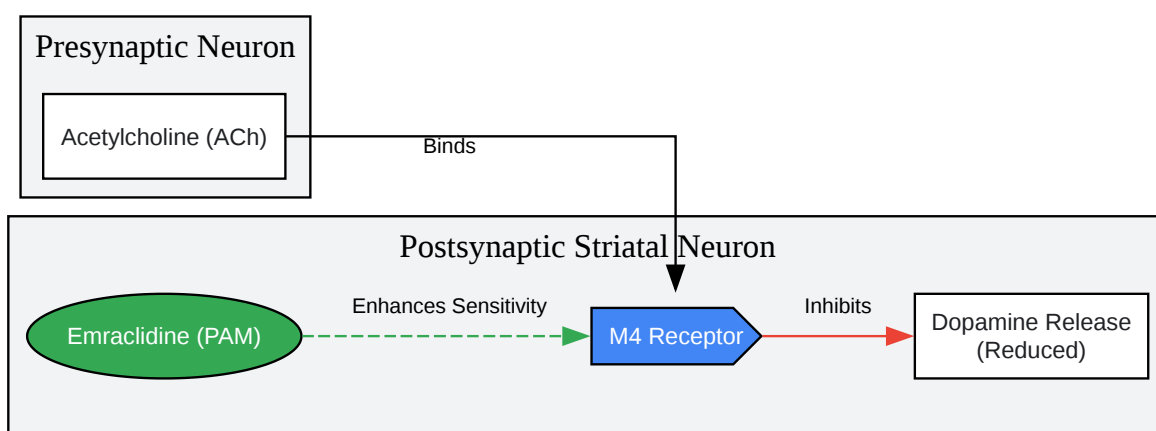 Presynaptic Neuron
Acetylcholine (ACh)
Binds
Postsynaptic Striatal Neuron
Emraclidine (PAM)
Enhances Sensitivity
M4 Receptor
Inhibits
Dopamine Release
(Reduced)